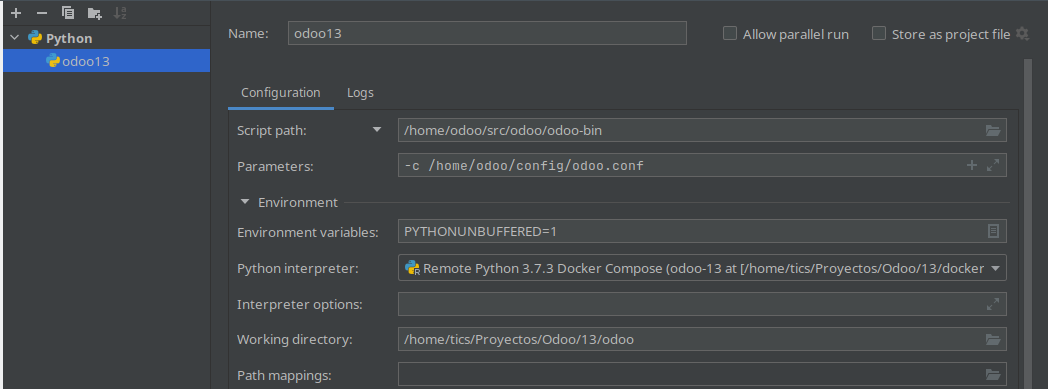 Python
odoo13
Name: odoo13 Allow parallel run Store as project file
Configuration Logs
Script path: /home/odoo/src/odoo/odoo-bin
Parameters: -c /home/odoo/config/odoo.conf
Environment
Environment variables: PYTHONUNBUFFERED=1
Python interpreter: Remote Python 3.7.3 Docker Compose (odoo-13 at [/home/tics/Proyectos/Odoo/13/docker
Interpreter options:
Working directory: /home/tics/Proyectos/Odoo/13/odoo
Path mappings: